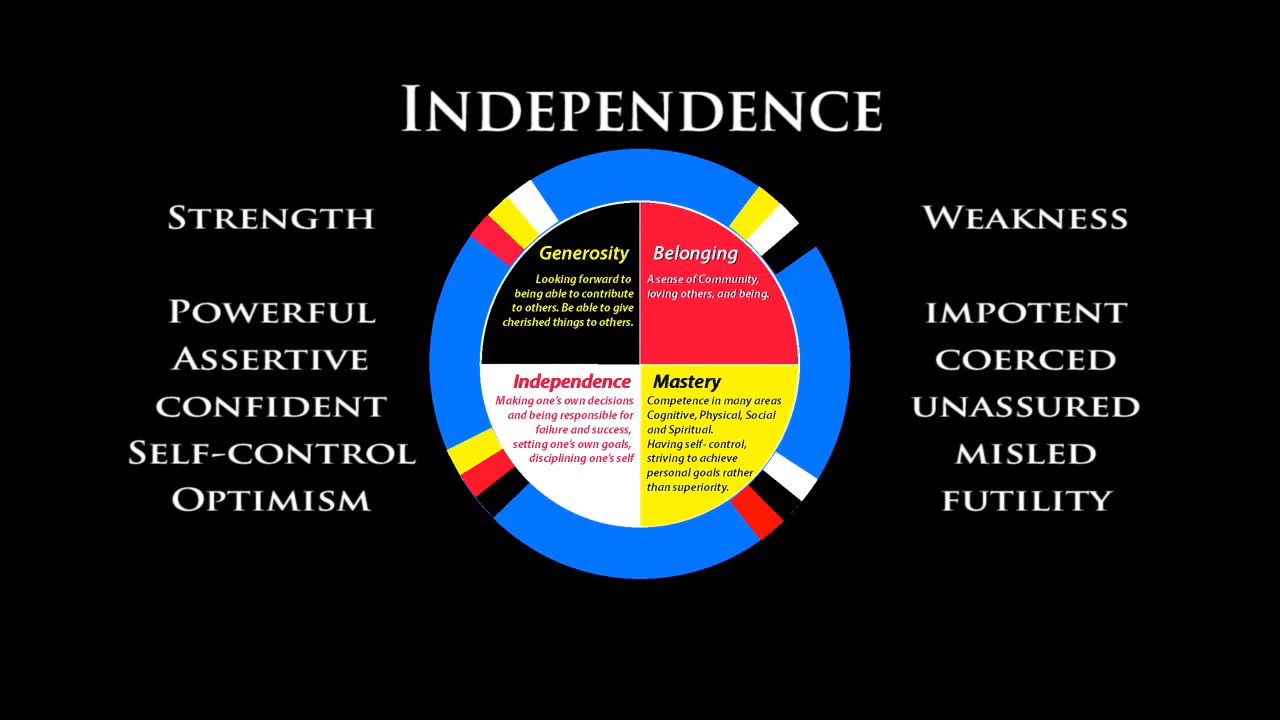 INDEPENDENCE
STRENGTH
POWERFUL
ASSERTIVE
CONFIDENT
SELF-CONTROL
OPTIMISM
Generosity
Looking forward to
being able to contribute
to others. Be able to give
cherished things to others.
Belonging
A sense of Community,
loving others, and being.
Independence
Making one's own decisions
and being responsible for
failure and success,
setting one's own goals,
disciplining one's self
Mastery
Competence in many areas
Cognitive, Physical, Social
and Spiritual.
Having self- control,
striving to achieve
personal goals rather
than superiority.
WEAKNESS
IMPOTENT
COERCED
UNASSURED
MISLED
FUTILITY